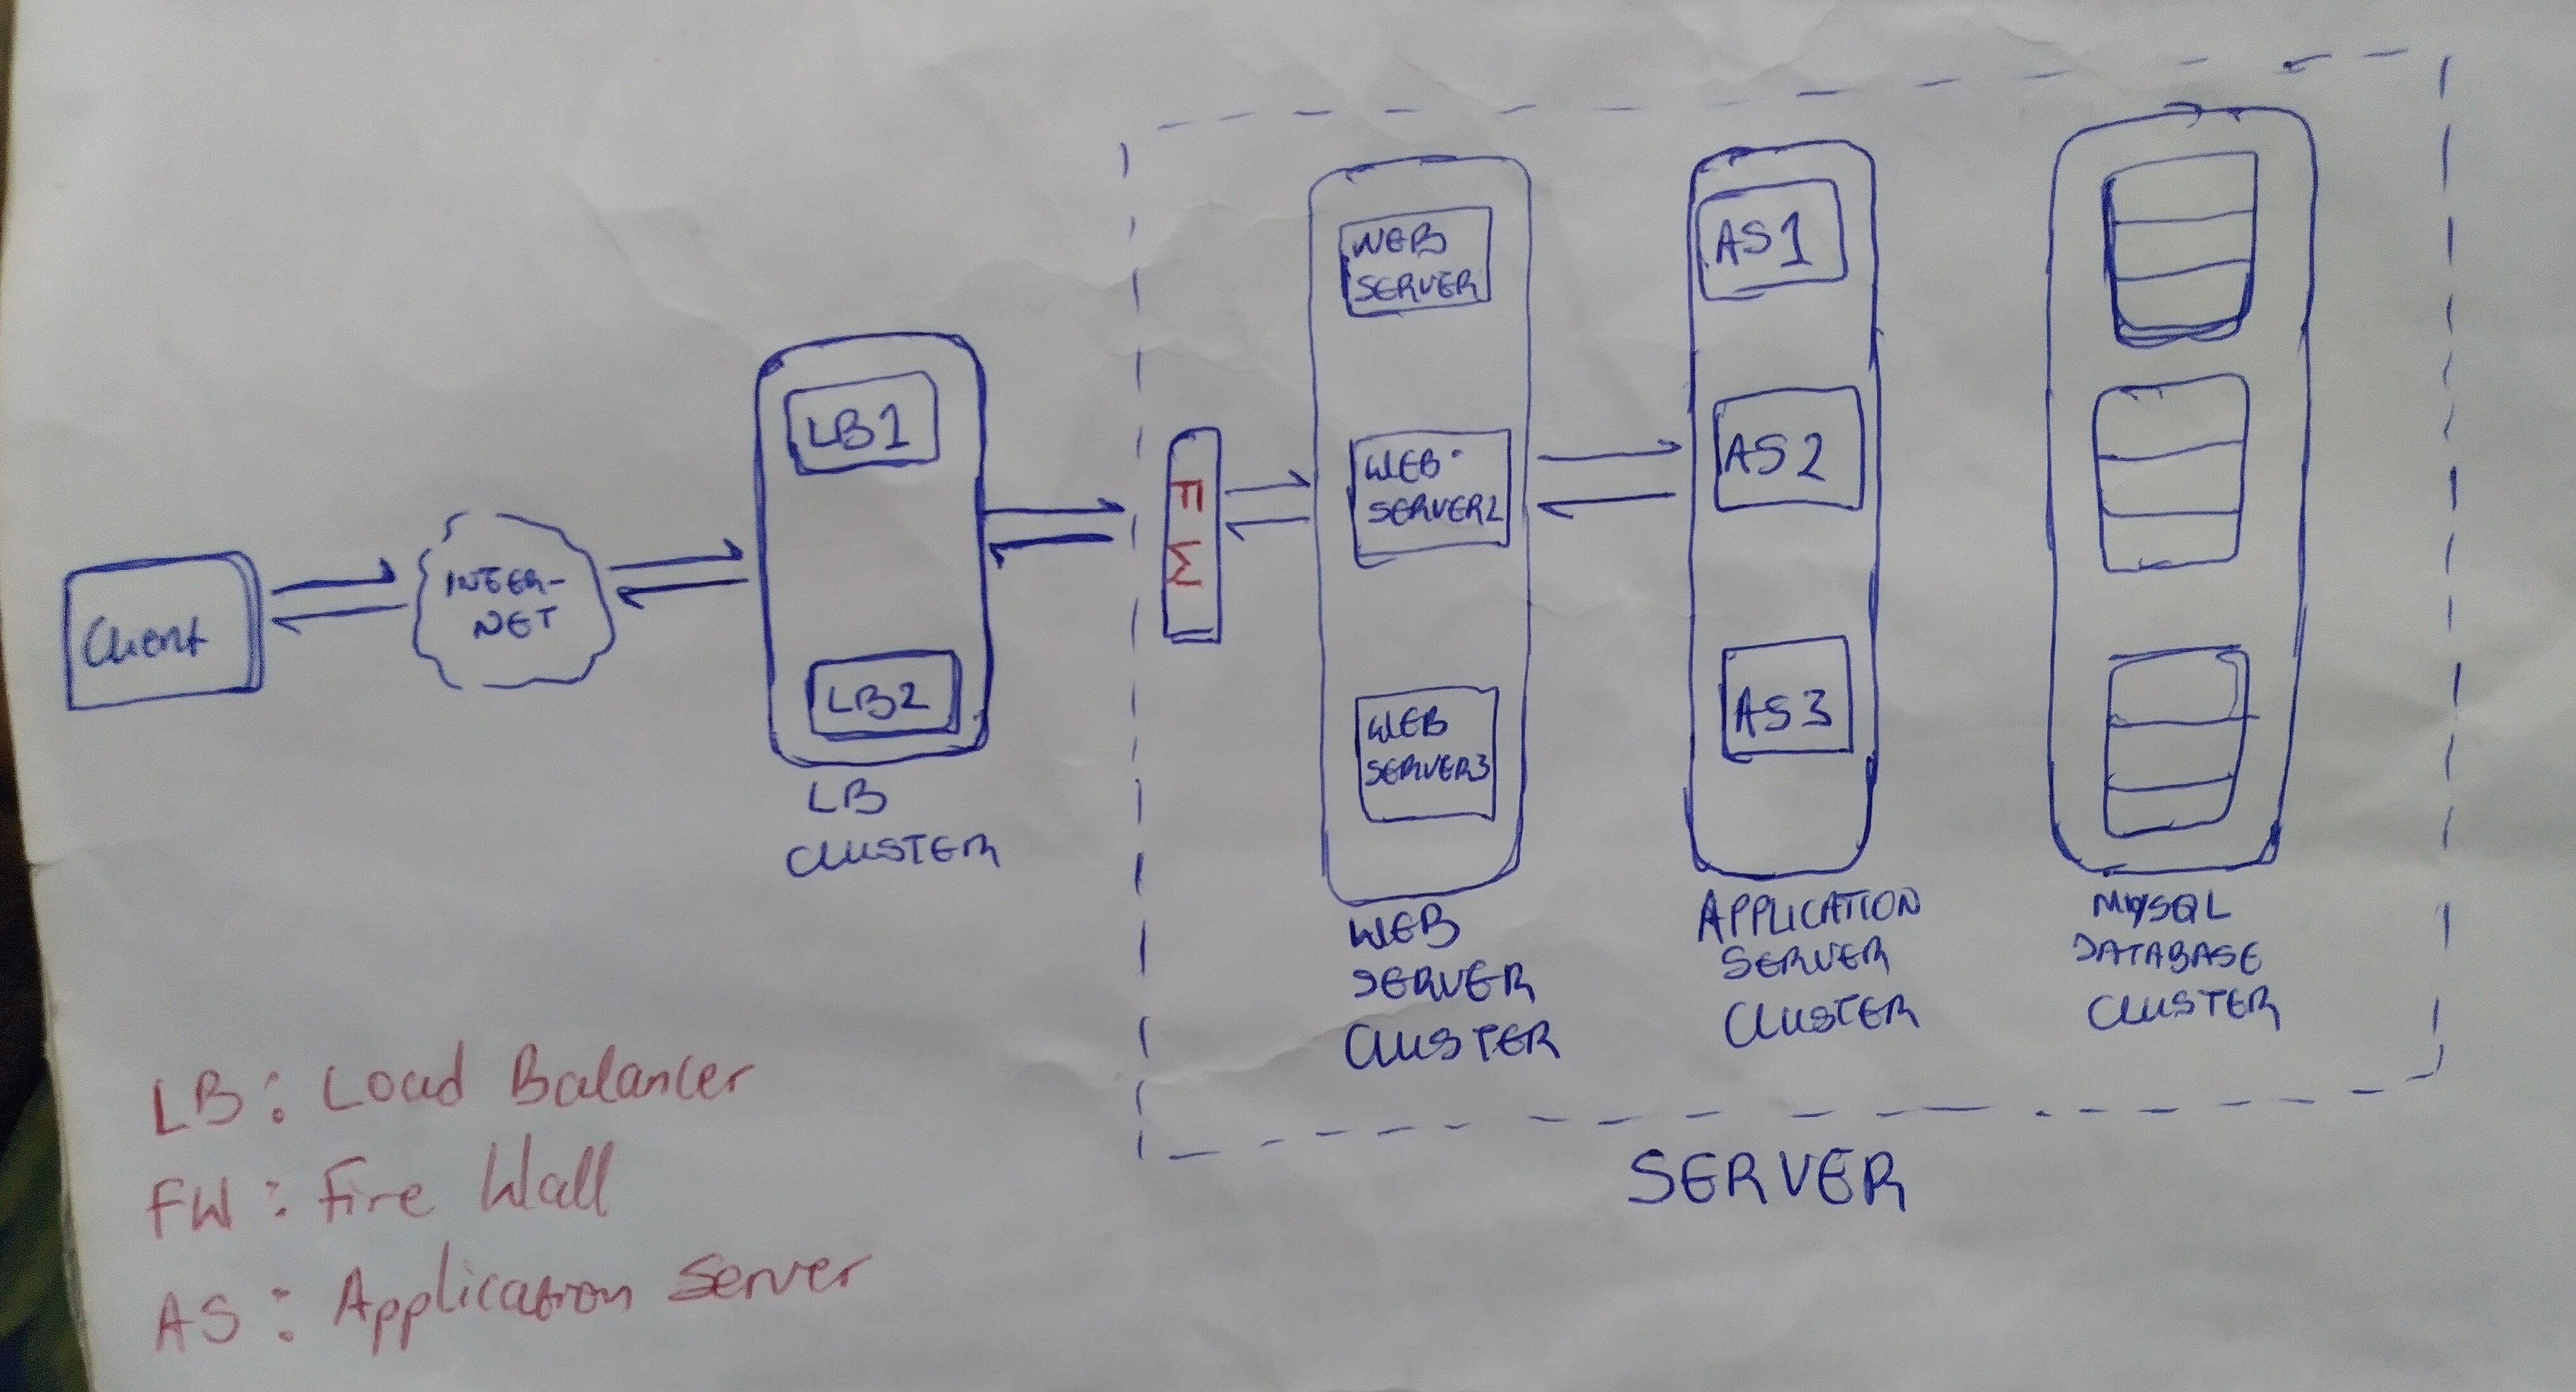 Client
INTER-
NET
LB1
LB2
LB
CLUSTER
FW
WEB
SERVER
WEB
SERVER2
WEB
SERVER3
WEB
SERVER
CLUSTER
AS1
AS2
AS3
APPLICATION
SERVER
CLUSTER
MYSQL
DATABASE
CLUSTER
SERVER
LB: Load Balancer
FW: Fire Wall
AS: Application Server